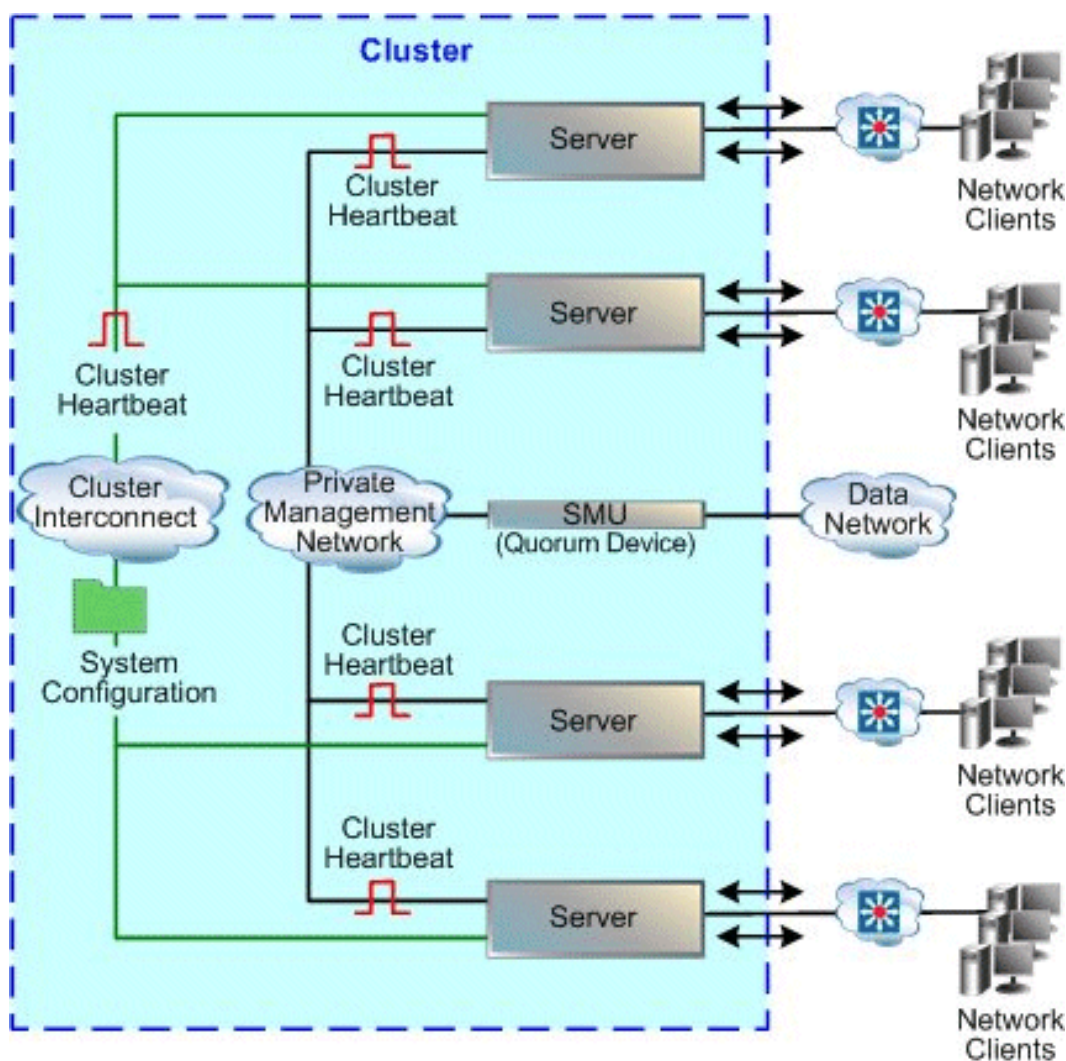 Cluster
Server
Cluster
Heartbeat
Network
Clients
Server
Cluster
Heartbeat
Cluster
Heartbeat
Network
Clients
Cluster
Interconnect
Private
Management
Network
SMU
(Quorum Device)
Data
Network
System
Configuration
Cluster
Heartbeat
Server
Network
Clients
Cluster
Heartbeat
Server
Network
Clients